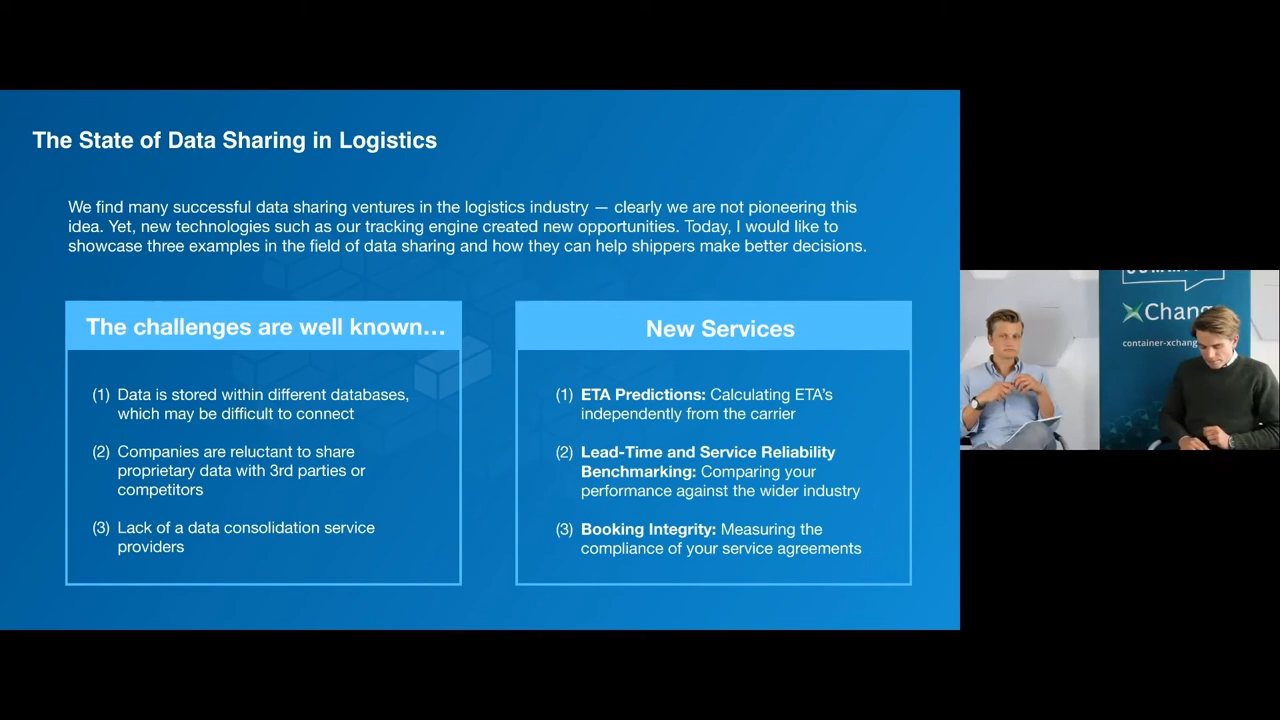 The State of Data Sharing in Logistics
We find many successful data sharing ventures in the logistics industry — clearly we are not pioneering this
idea. Yet, new technologies such as our tracking engine created new opportunities. Today, I would like to
showcase three examples in the field of data sharing and how they can help shippers make better decisions.
The challenges are well known…
(1) Data is stored within different databases,
which may be difficult to connect
(2) Companies are reluctant to share
proprietary data with 3rd parties or
competitors
(3) Lack of a data consolidation service
providers
New Services
(1) ETA Predictions: Calculating ETA's
independently from the carrier
(2) Lead-Time and Service Reliability
Benchmarking: Comparing your
performance against the wider industry
(3) Booking Integrity: Measuring the
compliance of your service agreements
XChang
container-xchang